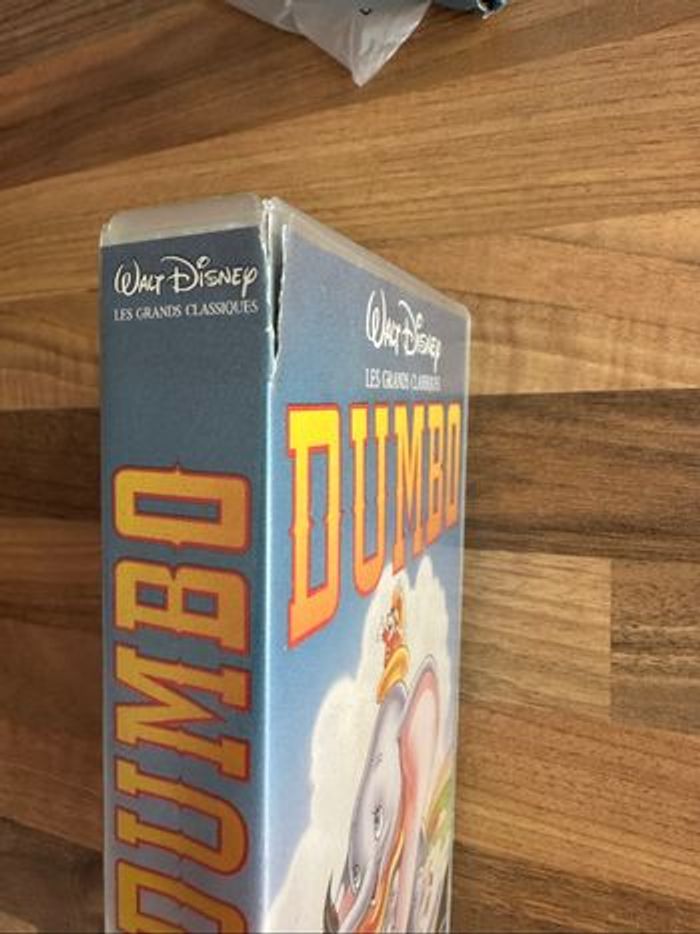 WALT DISNEY
LES GRANDS CLASSIQUES
DUMBO
WALT DISNEY
LES GRANDS CLASSIQUES
DUMBO